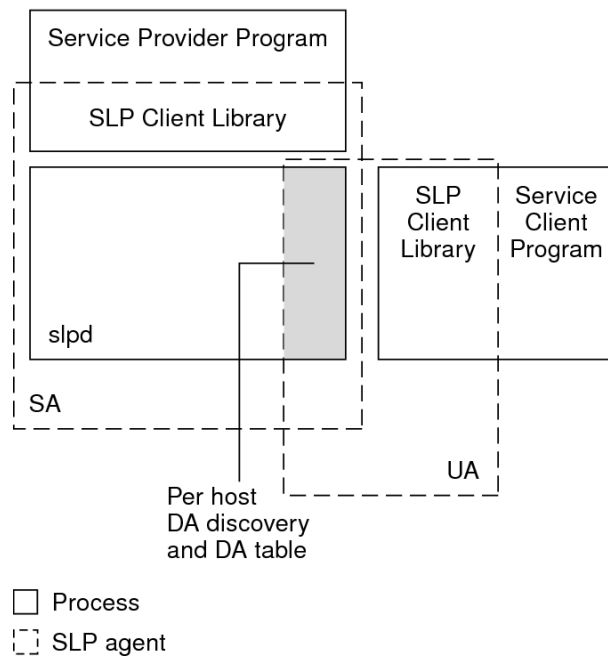 Service Provider Program
SLP Client Library
SLP
Client
Library
Service
Client
Program
slpd
SA
UA
Per host
DA discovery
and DA table
Process
SLP agent